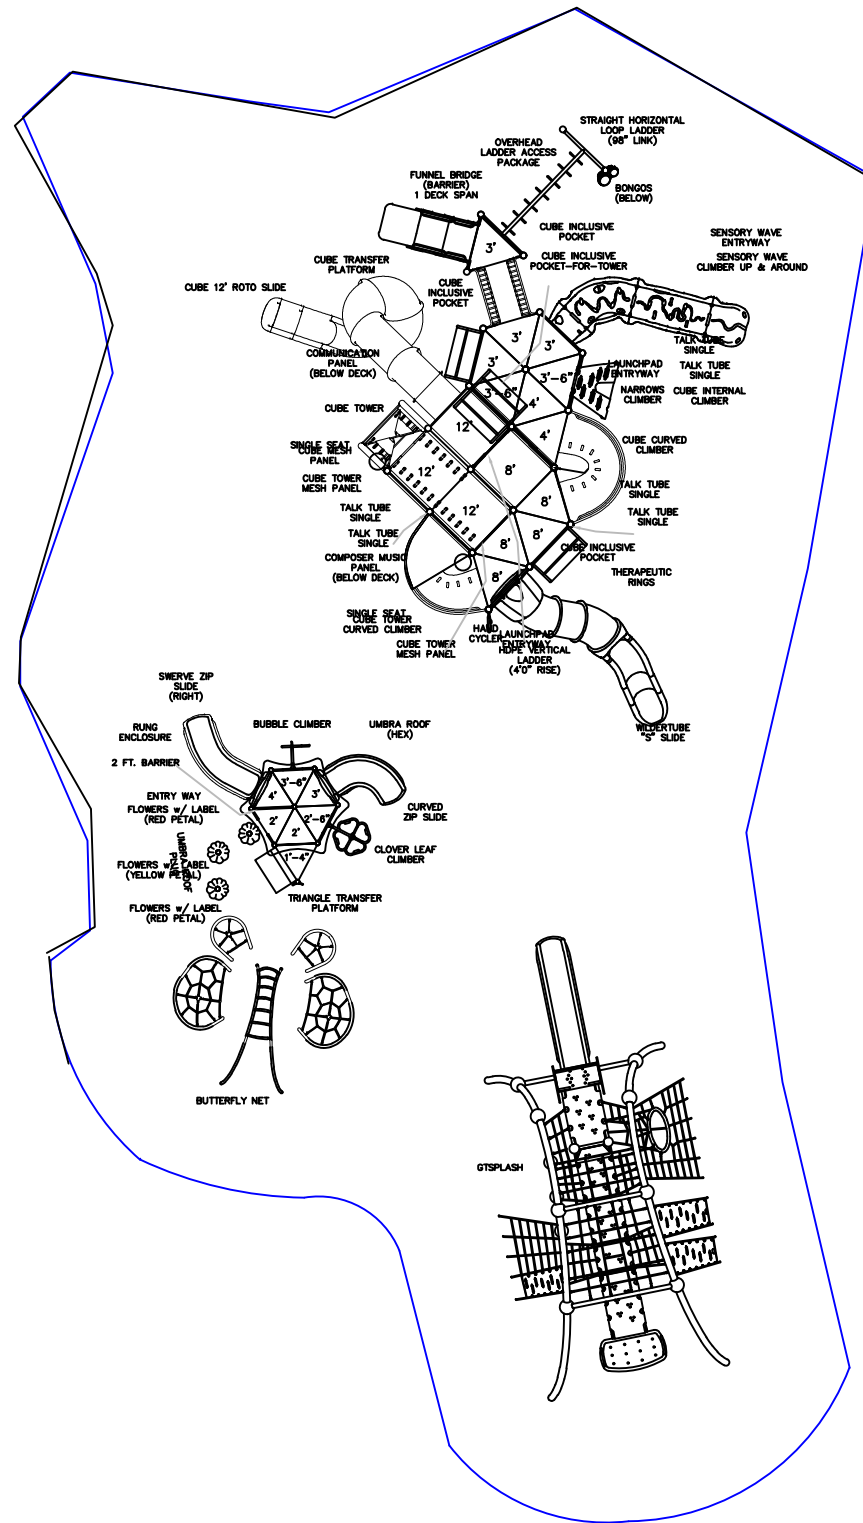 STRAIGHT HORIZONTAL
LOOP LADDER
(98" LINK)
OVERHEAD
LADDER ACCESS
PACKAGE
FUNNEL BRIDGE
(BARRIER)
1 DECK SPAN
BONGOS
(BELOW)
CUBE INCLUSIVE
POCKET
SENSORY WAVE
ENTRYWAY
3'
CUBE INCLUSIVE
POCKET-FOR-TOWER
SENSORY WAVE
CLIMBER UP & AROUND
CUBE TRANSFER
PLATFORM
CUBE
INCLUSIVE
POCKET
CUBE 12' ROTO SLIDE
3'
3'
TALK TUBE
SINGLE
COMMUNICATION
PANEL
(BELOW DECK)
3'
LAUNCHPAD
ENTRYWAY
TALK TUBE
SINGLE
3'-6"
3'-6"
NARROWS
CLIMBER
CUBE INTERNAL
CLIMBER
CUBE TOWER
4'
12'
4'
CUBE CURVED
CLIMBER
SINGLE SEAT
CUBE MESH
PANEL
12'
8'
CUBE TOWER
MESH PANEL
TALK TUBE
SINGLE
8'
TALK TUBE
SINGLE
12'
TALK TUBE
SINGLE
8'
TALK TUBE
SINGLE
8'
CUBE INCLUSIVE
POCKET
COMPOSER MUSIC
PANEL
(BELOW DECK)
8'
THERAPEUTIC
RINGS
SINGLE SEAT
CUBE TOWER
CURVED CLIMBER
HAND
CYCLER
LAUNCHPAD
ENTRYWAY
CUBE TOWER
MESH PANEL
HDPE VERTICAL
LADDER
(4'0" RISE)
WILDERTUBE
"S" SLIDE
SWERVE ZIP
SLIDE
(RIGHT)
RUNG
ENCLOSURE
BUBBLE CLIMBER
UMBRA ROOF
(HEX)
2 FT. BARRIER
3'-6"
4'
3'
ENTRY WAY
CURVED
ZIP SLIDE
FLOWERS w/ LABEL
(RED PETAL)
2'
2'-6"
2'
UMBRA ROOF
CLOVER LEAF
CLIMBER
1'-4"
FLOWERS w/ LABEL
(YELLOW PETAL)
TRIANGLE TRANSFER
PLATFORM
FLOWERS w/ LABEL
(RED PETAL)
BUTTERFLY NET
GTSPLASH